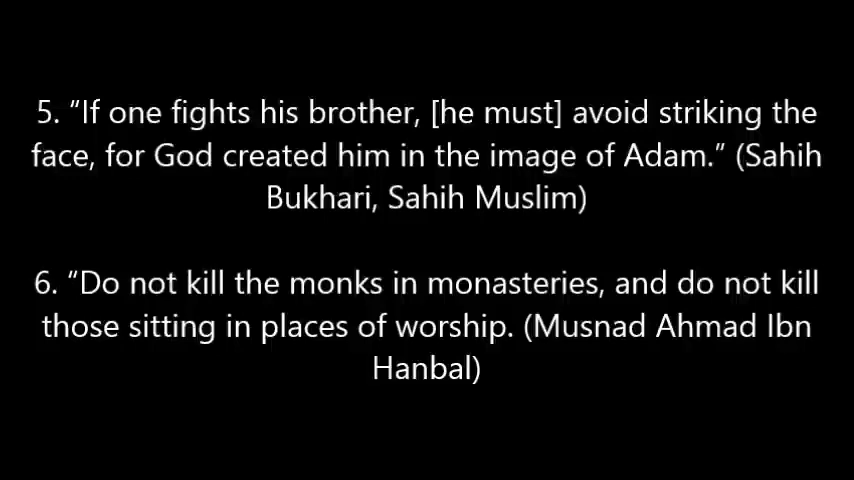 5. “If one fights his brother, [he must] avoid striking the
face, for God created him in the image of Adam.” (Sahih
Bukhari, Sahih Muslim)
6. “Do not kill the monks in monasteries, and do not kill
those sitting in places of worship. (Musnad Ahmad Ibn
Hanbal)